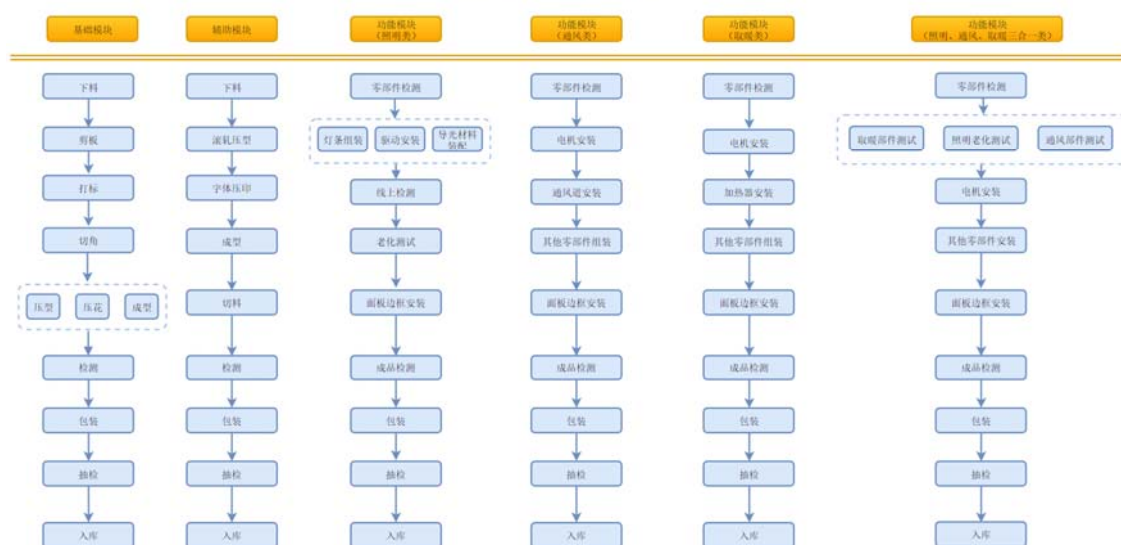 基础模块
下料
剪板
打标
切角
压型
压花
成型
检测
包装
抽检
入库
辅助模块
下料
滚轧压型
字体压印
成型
切料
检测
包装
抽检
入库
功能模块
（照明类）
零部件检测
灯条组装
驱动安装
导光材料
装配
线上检测
老化测试
面板边框安装
成品检测
包装
抽检
入库
功能模块
（通风类）
零部件检测
电机安装
通风道安装
其他零部件组装
面板边框安装
成品检测
包装
抽检
入库
功能模块
（取暖类）
零部件检测
电机安装
加热器安装
其他零部件组装
面板边框安装
成品检测
包装
抽检
入库
功能模块
（照明、通风、取暖三合一类）
零部件检测
取暖部件测试
照明老化测试
通风部件测试
电机安装
其他零部件安装
面板边框安装
成品检测
包装
抽检
入库